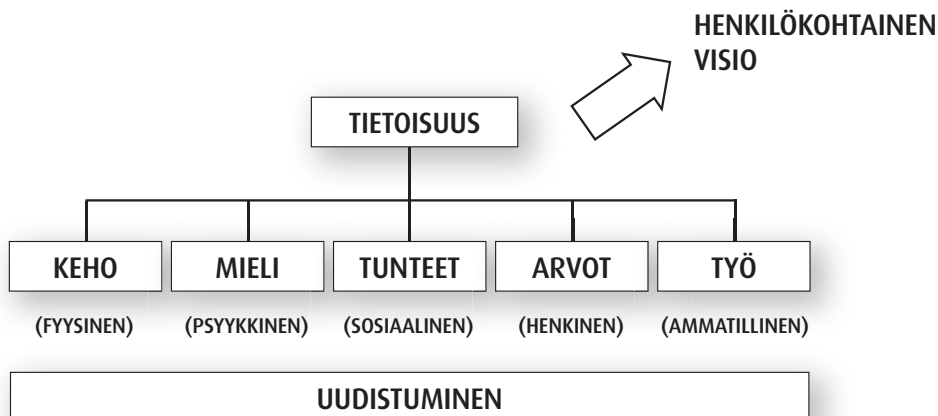 HENKILÖKOHTAINEN
VISIO
TIETOISUUS
KEHO
MIELI
TUNTEET
ARVOT
TYÖ
(FYYSINEN)
(PSYYKKINEN)
(SOSIAALINEN)
(HENKINEN)
(AMMATILLINEN)
UUDISTUMINEN